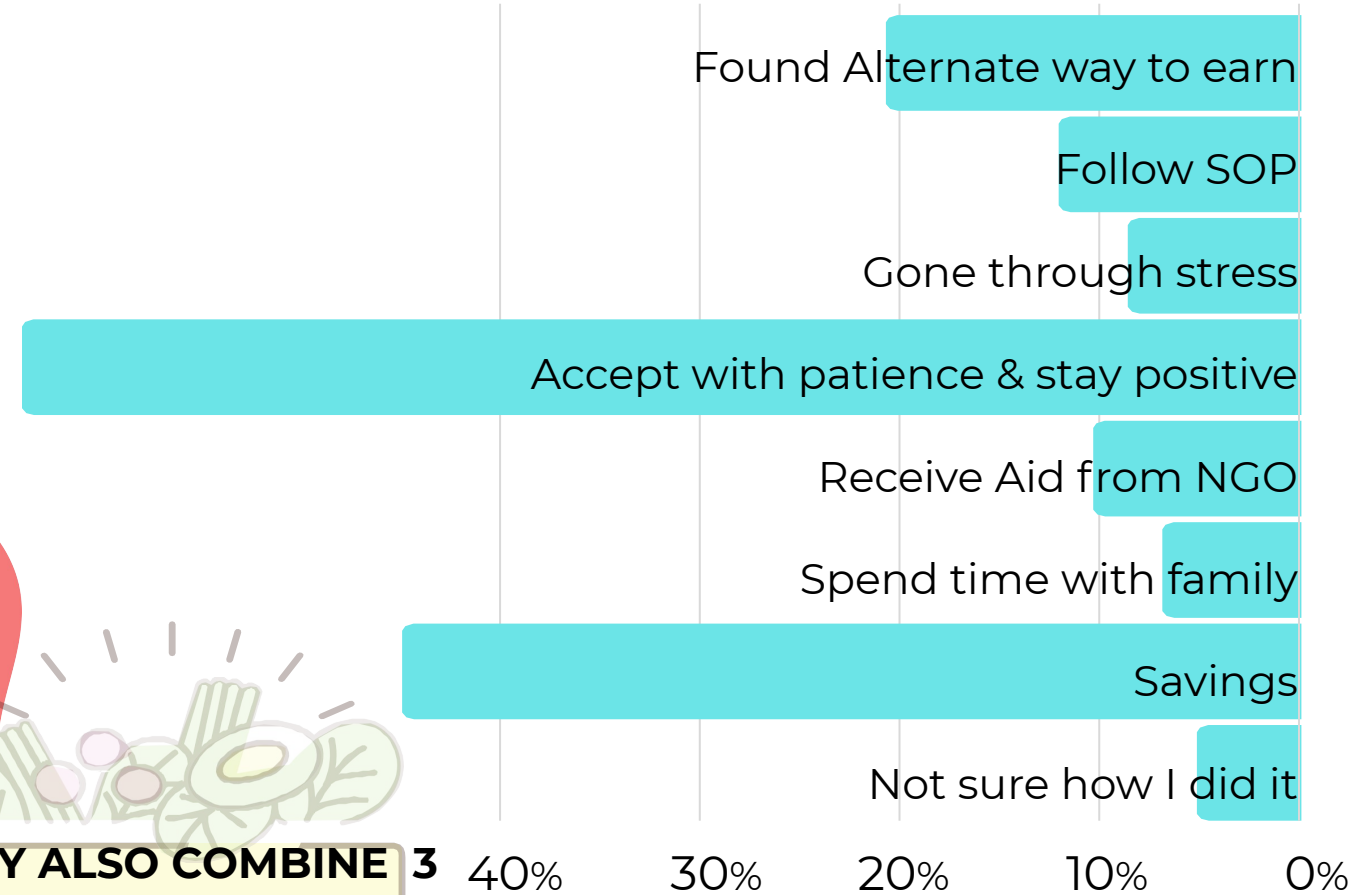 Found Alternate way to earn
Follow SOP
Gone through stress
Accept with patience & stay positive
Receive Aid from NGO
Spend time with family
Savings
Not sure how I did it
Y ALSO COMBINE 3
40% 30% 20% 10% 0%